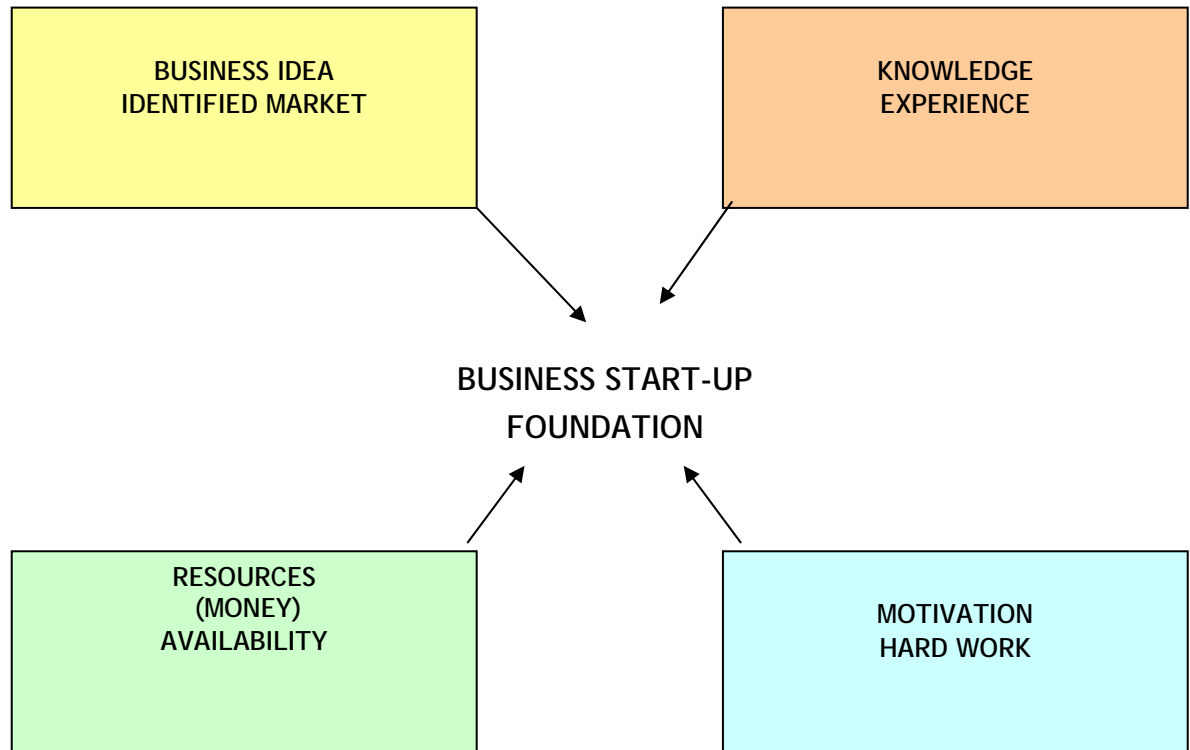 BUSINESS IDEA
IDENTIFIED MARKET
KNOWLEDGE
EXPERIENCE
BUSINESS START-UP
FOUNDATION
RESOURCES
(MONEY)
AVAILABILITY
MOTIVATION
HARD WORK